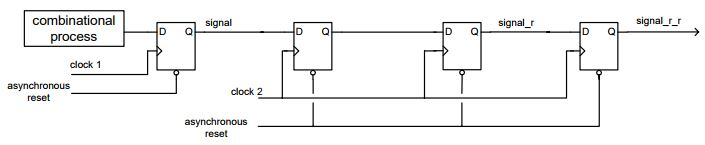 combinational
process
D Q
signal
D Q
D Q
signal_r
D Q
signal_r_r
clock 1
asynchronous
reset
clock 2
asynchronous
reset